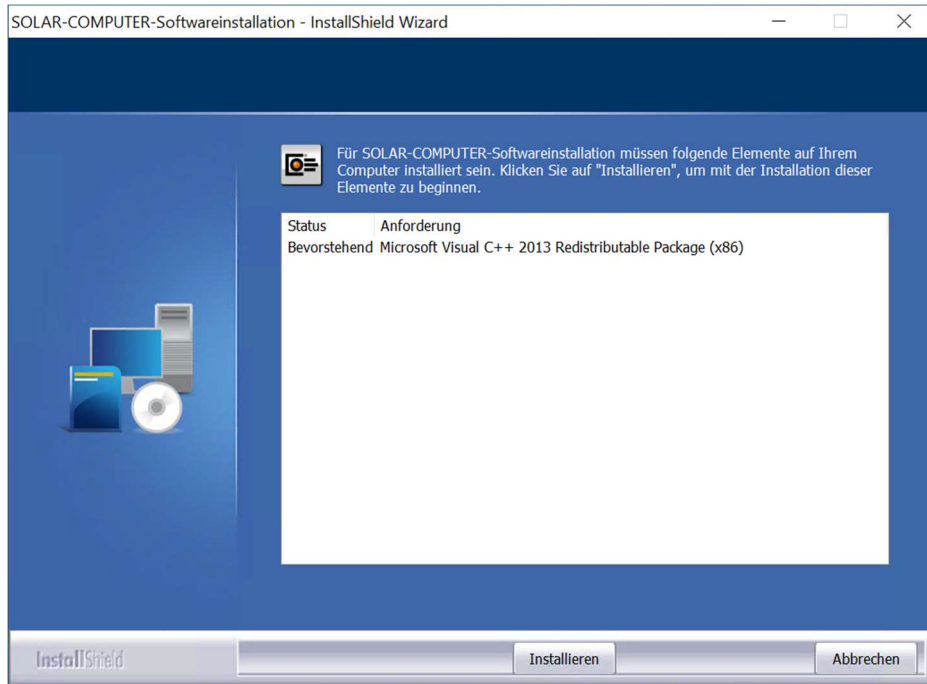 SOLAR-COMPUTER-Softwareinstallation - InstallShield Wizard
Für SOLAR-COMPUTER-Softwareinstallation müssen folgende Elemente auf Ihrem
Computer installiert sein. Klicken Sie auf "Installieren", um mit der Installation dieser
Elemente zu beginnen.
Status Anforderung
Bevorstehend Microsoft Visual C++ 2013 Redistributable Package (x86)
InstallShield
Installieren
Abbrechen